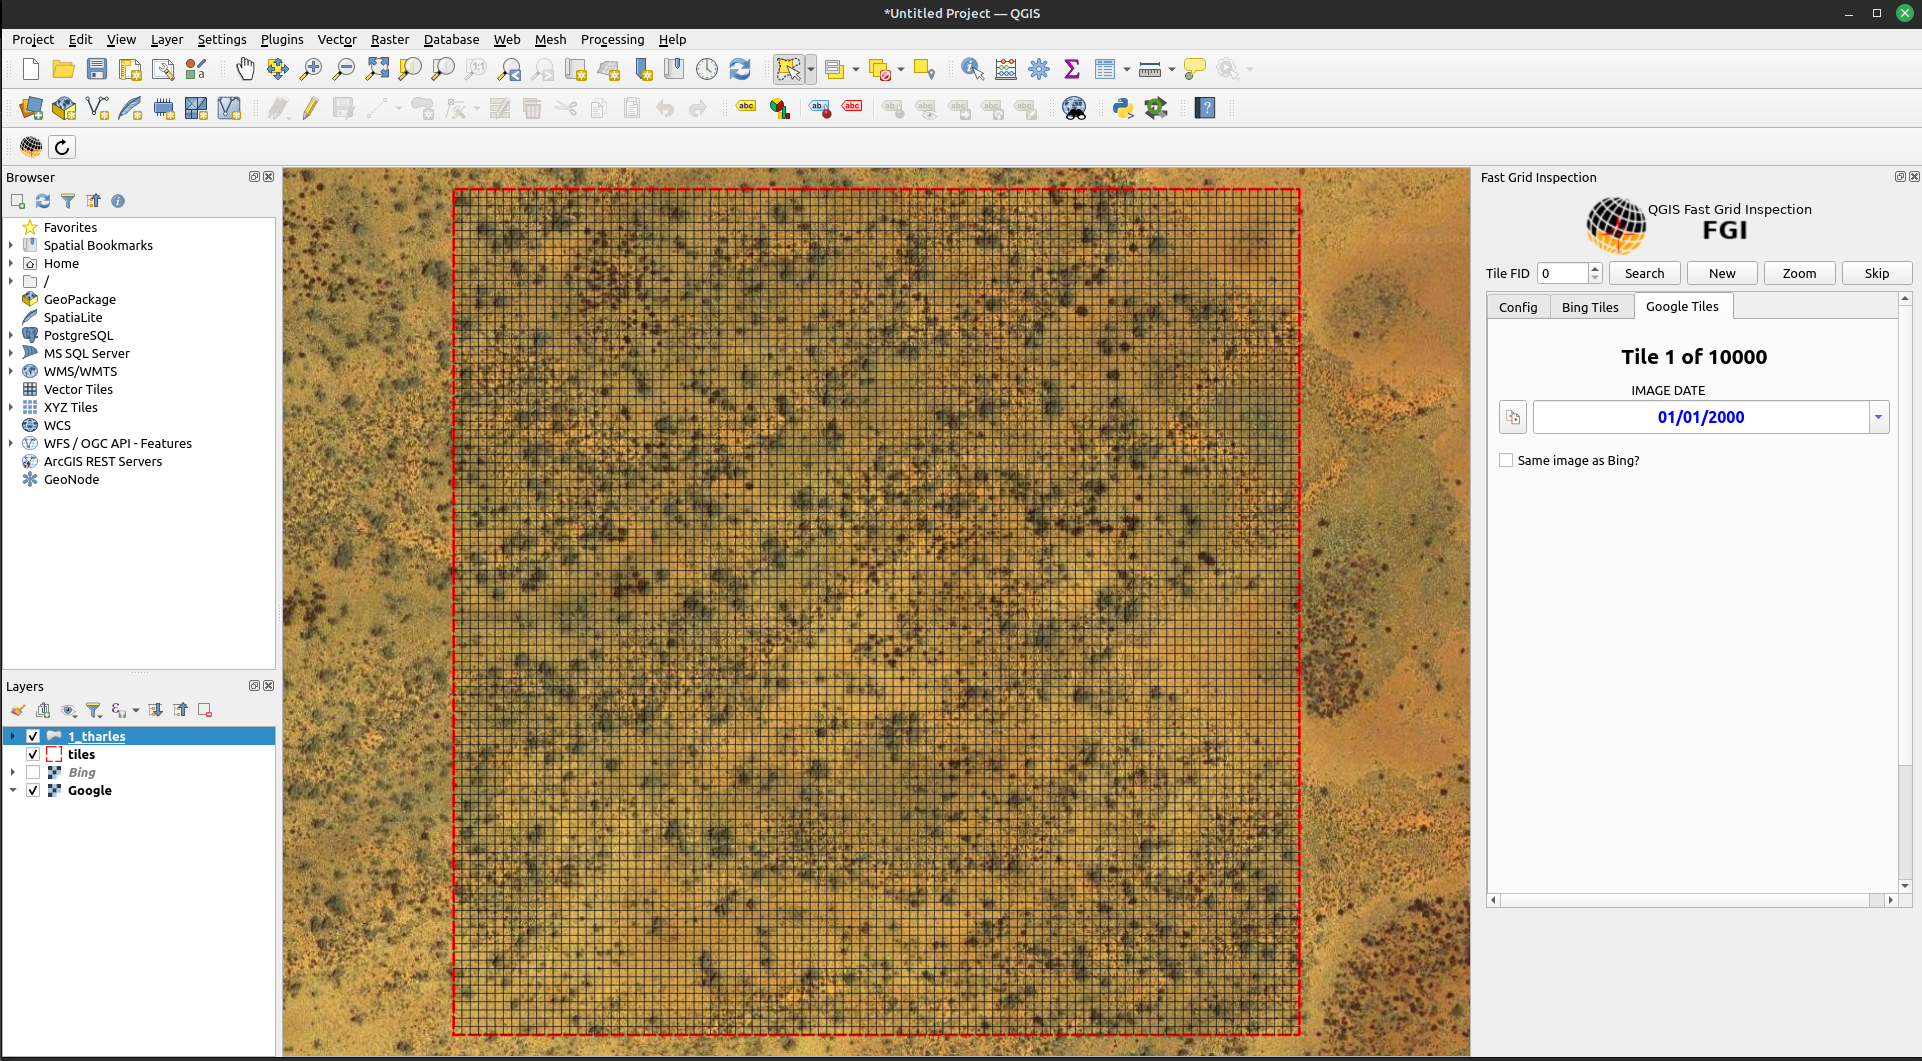 *Untitled Project — QGIS
Project Edit View Layer Settings Plugins Vector Raster Database Web Mesh Processing Help
Browser
Favorites
Spatial Bookmarks
Home
/
GeoPackage
SpatiaLite
PostgreSQL
MS SQL Server
WMS/WMTS
Vector Tiles
XYZ Tiles
WCS
WFS / OGC API - Features
ArcGIS REST Servers
GeoNode
Layers
1_tharles
tiles
Bing
Google
Fast Grid Inspection
QGIS Fast Grid Inspection
FGI
Tile FID 0 Search New Zoom Skip
Config Bing Tiles Google Tiles
Tile 1 of 10000
IMAGE DATE
01/01/2000
Same image as Bing?